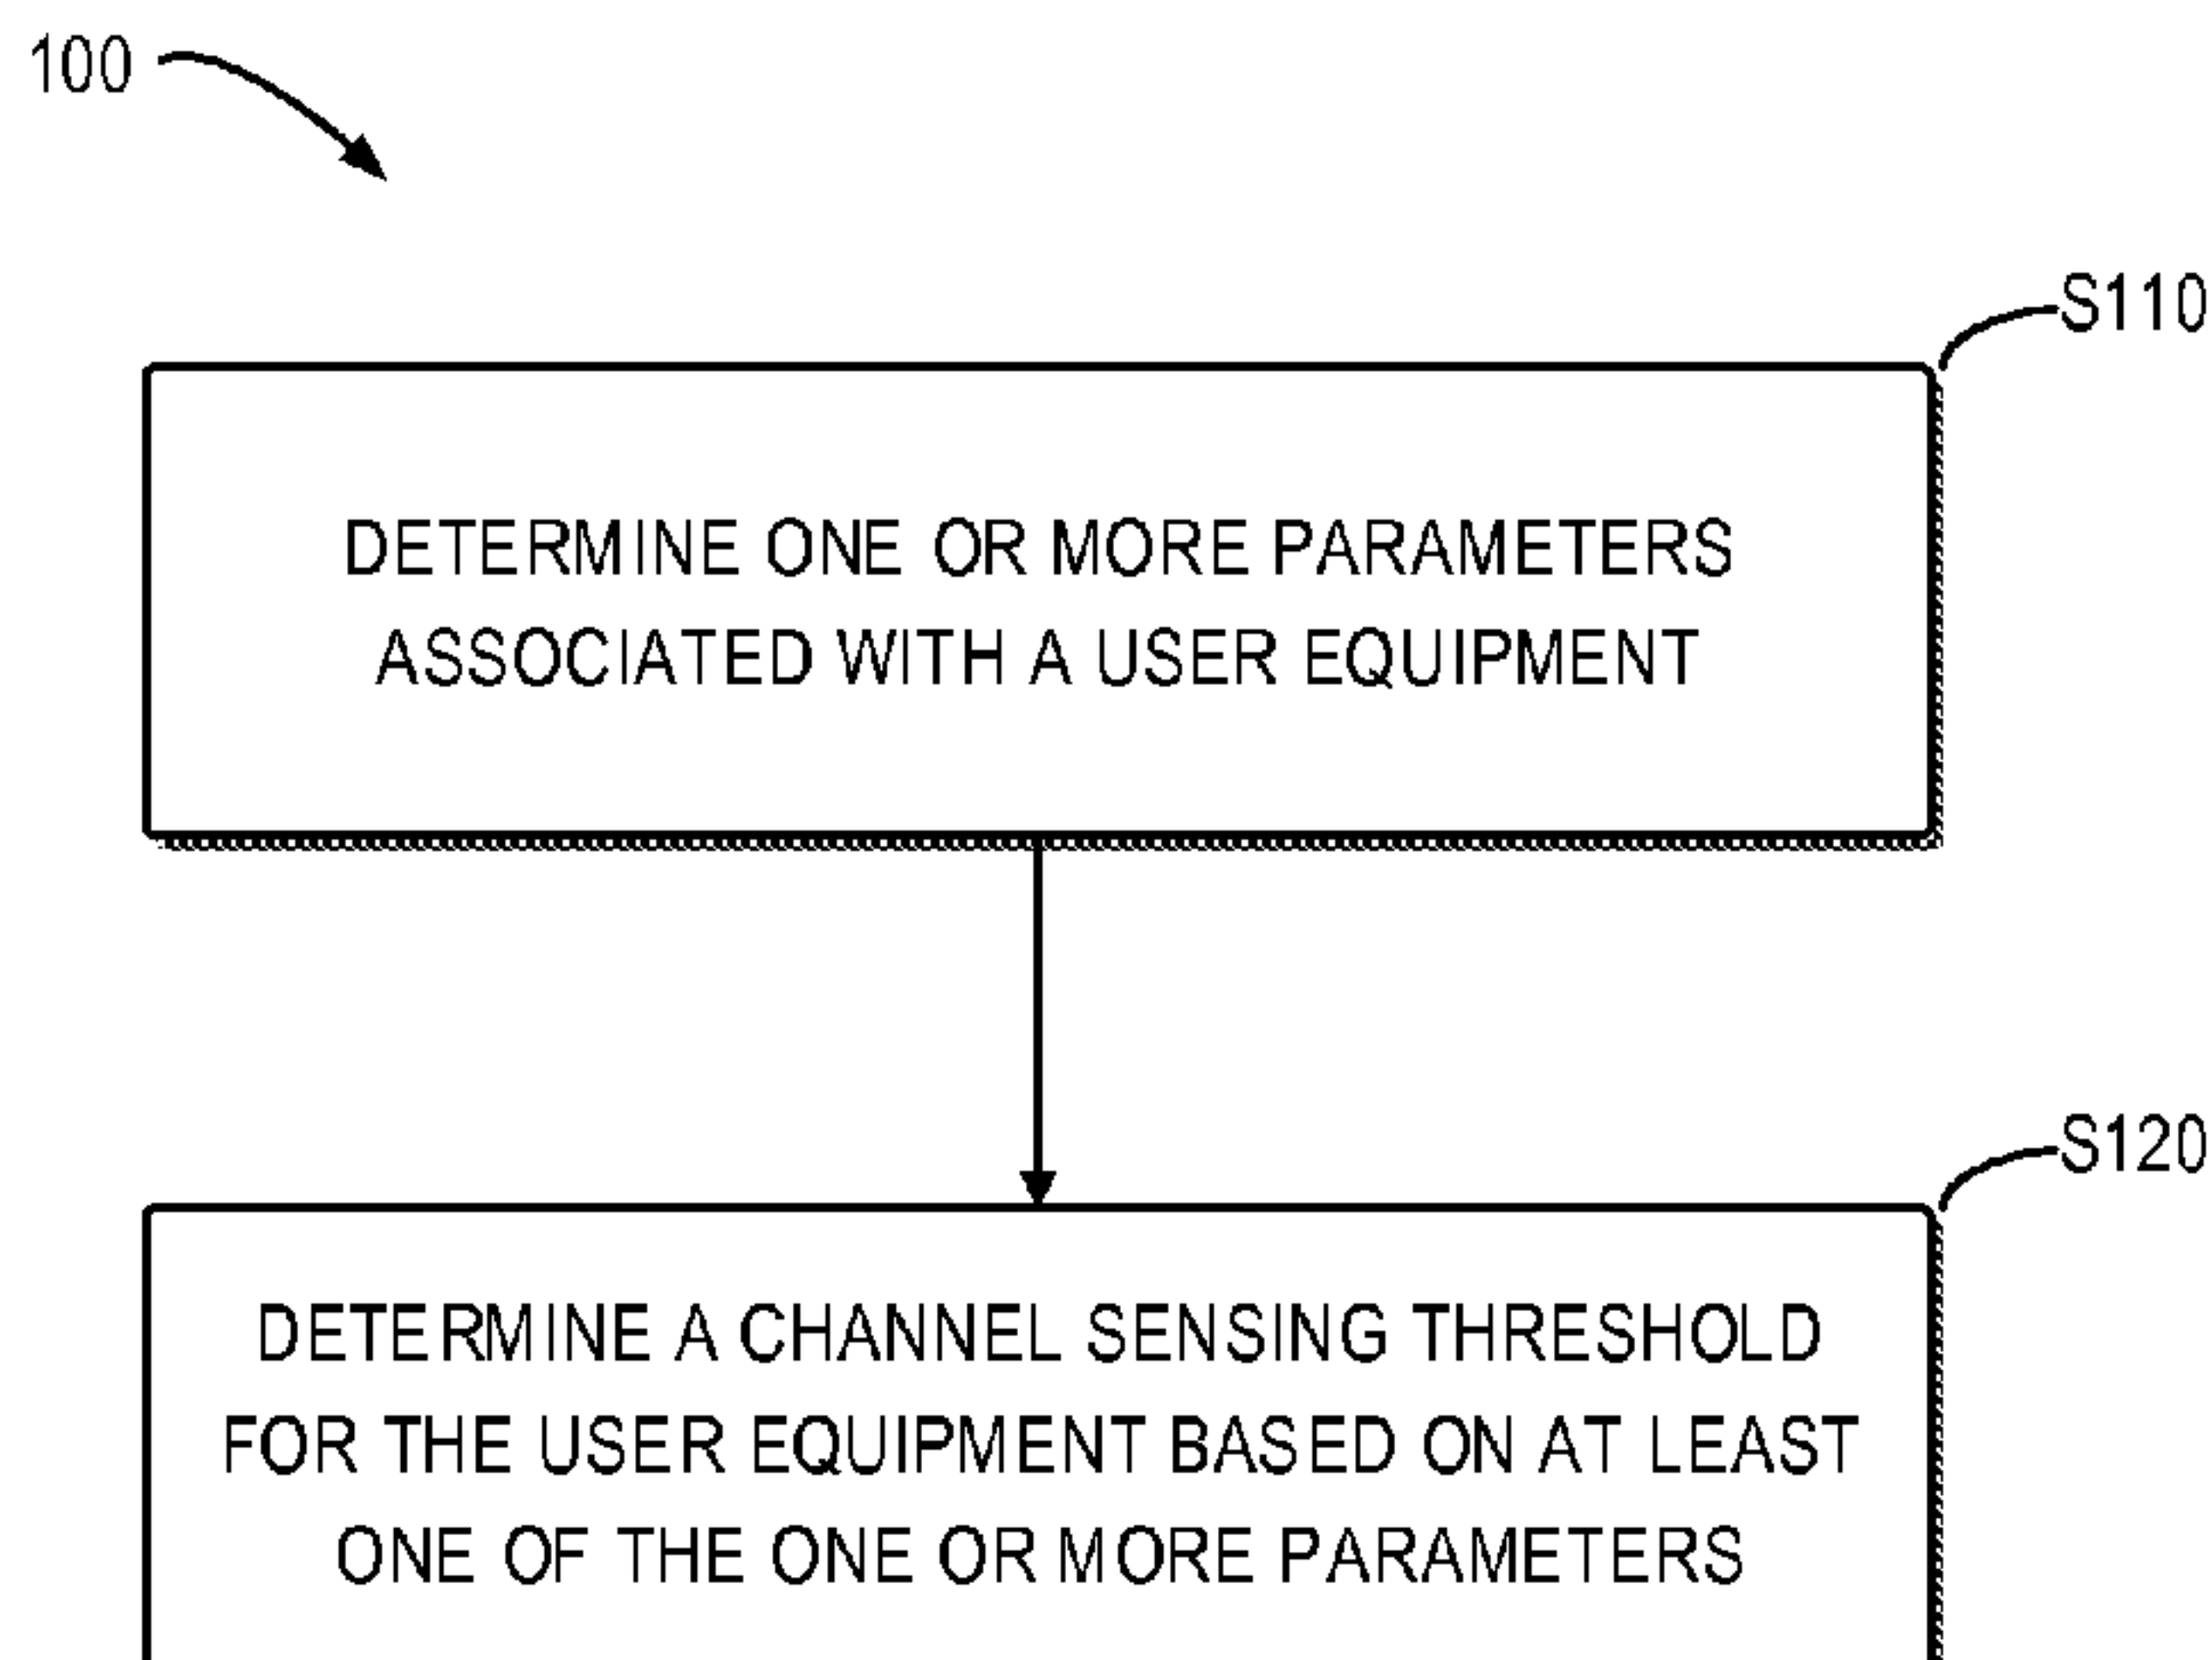 100
S110
DETERMINE ONE OR MORE PARAMETERS
ASSOCIATED WITH A USER EQUIPMENT
S120
DETERMINE A CHANNEL SENSING THRESHOLD
FOR THE USER EQUIPMENT BASED ON AT LEAST
ONE OF THE ONE OR MORE PARAMETERS